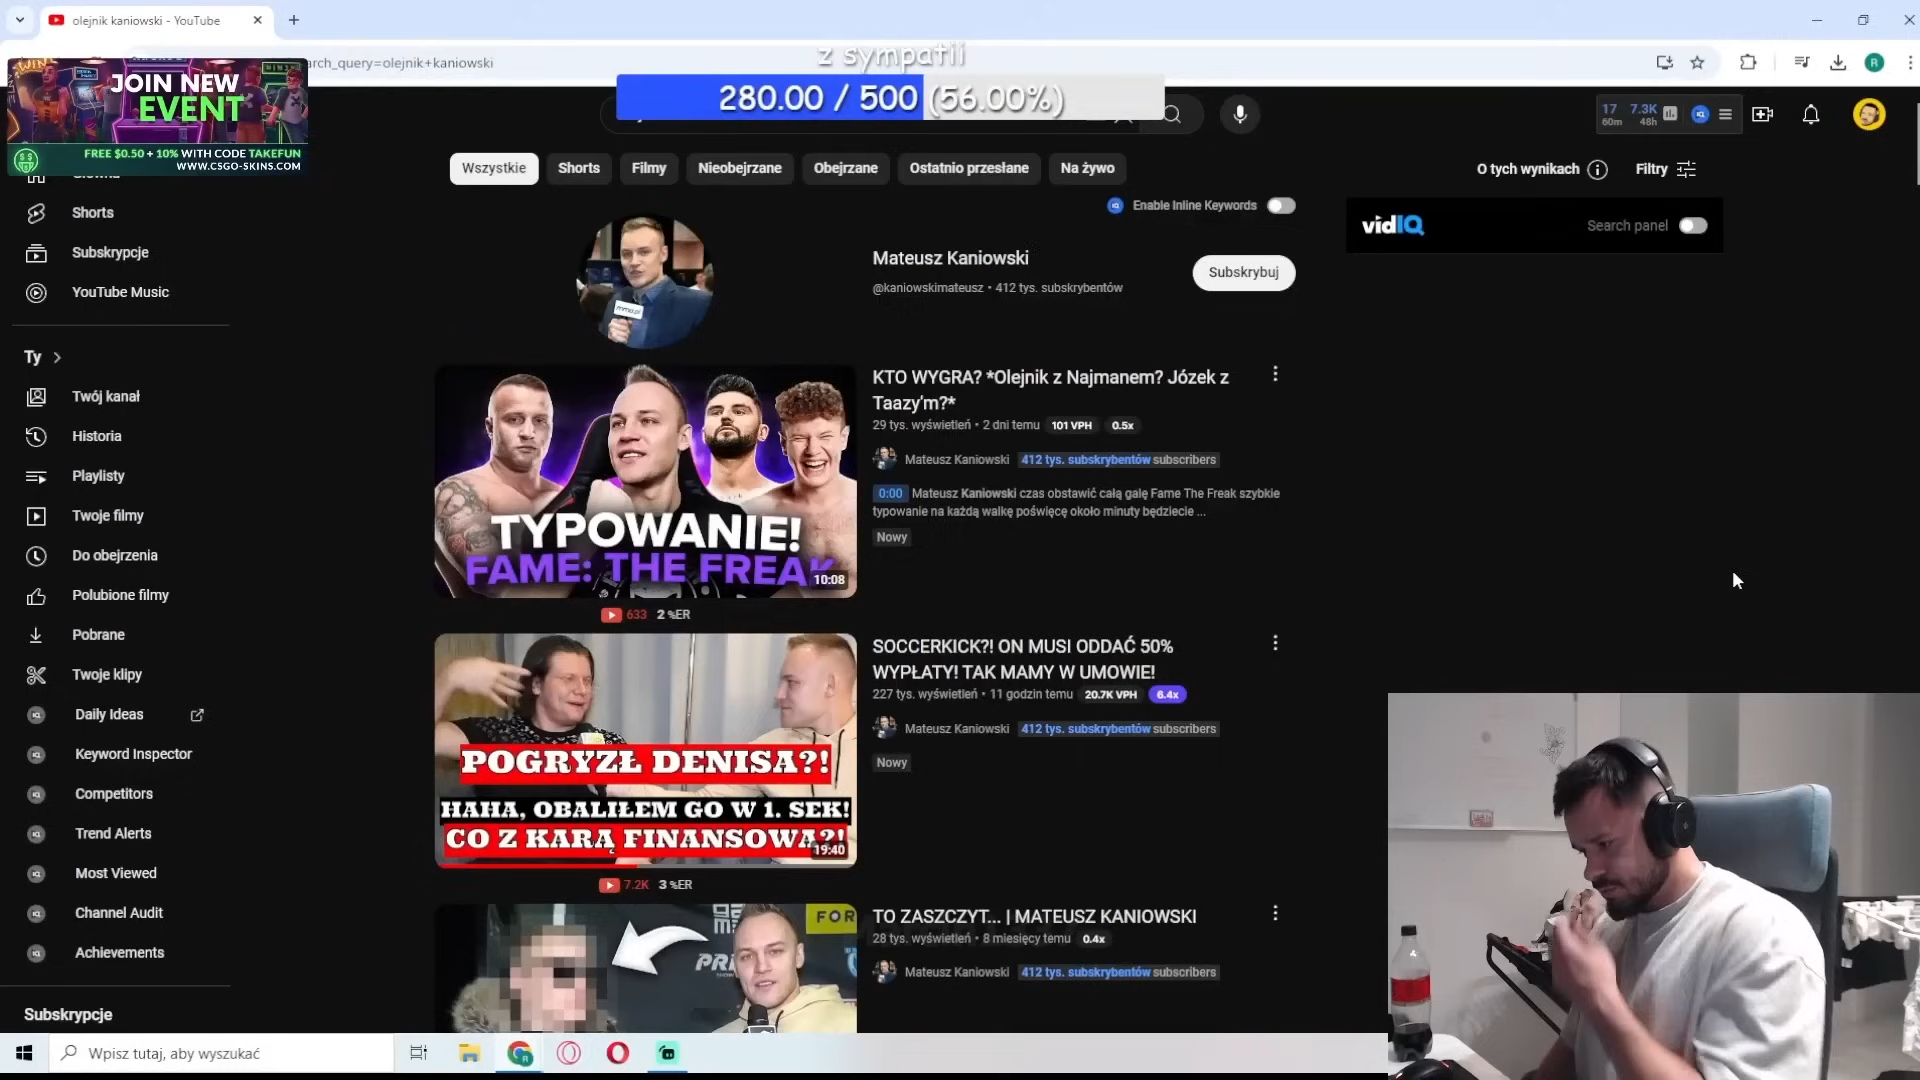 olejnik kaniowski - YouTube
arch_query=olejnik+kaniowski
z sympatii
280.00 / 500 (56.00%)
JOIN NEW
EVENT
FREE $0.50 + 10% WITH CODE TAKEFUN
WWW.CSGO-SKINS.COM
17 7.3K
60m 48h
Wszystkie
Shorts
Filmy
Nieobejrzane
Obejrzane
Ostatnio przesłane
Na żywo
O tych wynikach
Filtry
Enable Inline Keywords
vidIQ
Search panel
Shorts
Subskrypcje
YouTube Music
Ty
Twój kanał
Historia
Playlisty
Twoje filmy
Do obejrzenia
Polubione filmy
Pobrane
Twoje klipy
Daily Ideas
Keyword Inspector
Competitors
Trend Alerts
Most Viewed
Channel Audit
Achievements
Subskrypcje
Mateusz Kaniowski
@kaniowskimateusz • 412 tys. subskrybentów
Subskrybuj
TYPOWANIE!
FAME: THE FREAK
10:08
633 2 %ER
KTO WYGRA? *Olejnik z Najmanem? Józek z
Taazy'm?*
29 tys. wyświetleń • 2 dni temu 101 VPH 0.5x
Mateusz Kaniowski 412 tys. subskrybentów subscribers
0:00 Mateusz Kaniowski czas obstawić całą galę Fame The Freak szybkie
typowanie na każdą walkę poświęcę około minuty będziecie ...
Nowy
POGRYZŁ DENISA?!
HAHA, OBALIŁEM GO W 1. SEK!
CO Z KARĄ FINANSOWĄ?!
19:40
7.2K 3 %ER
SOCCERKICK?! ON MUSI ODDAĆ 50%
WYPŁATY! TAK MAMY W UMOWIE!
227 tys. wyświetleń • 11 godzin temu 20.7K VPH 6.4x
Mateusz Kaniowski 412 tys. subskrybentów subscribers
Nowy
FOR
TO ZASZCZYT... | MATEUSZ KANIOWSKI
28 tys. wyświetleń • 8 miesięcy temu 0.4x
Mateusz Kaniowski 412 tys. subskrybentów subscribers
Wpisz tutaj, aby wyszukać